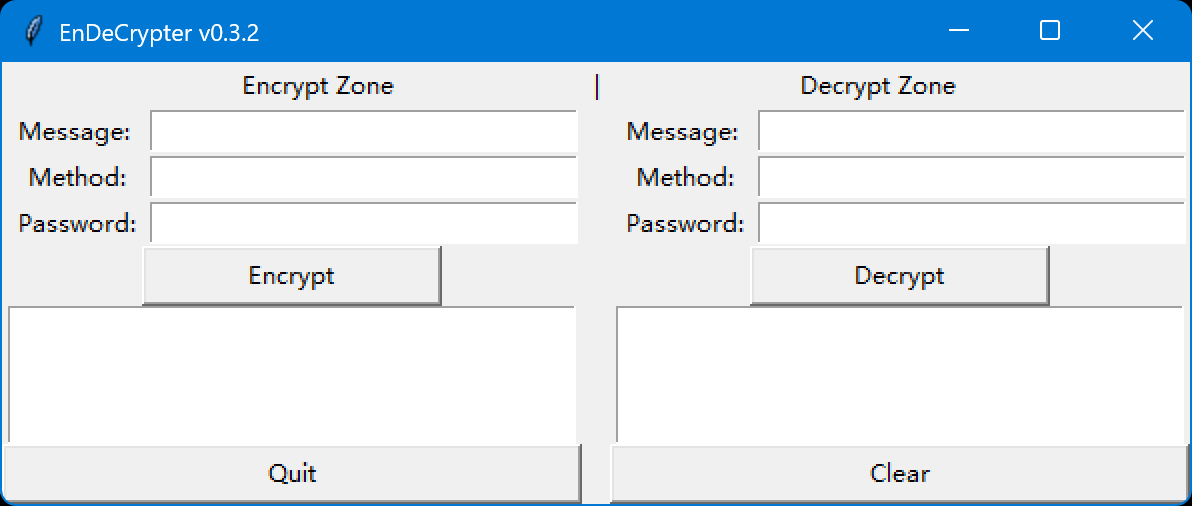 EnDeCrypter v0.3.2
Encrypt Zone | Decrypt Zone
Message: Message:
Method: Method:
Password: Password:
Encrypt Decrypt
Quit Clear